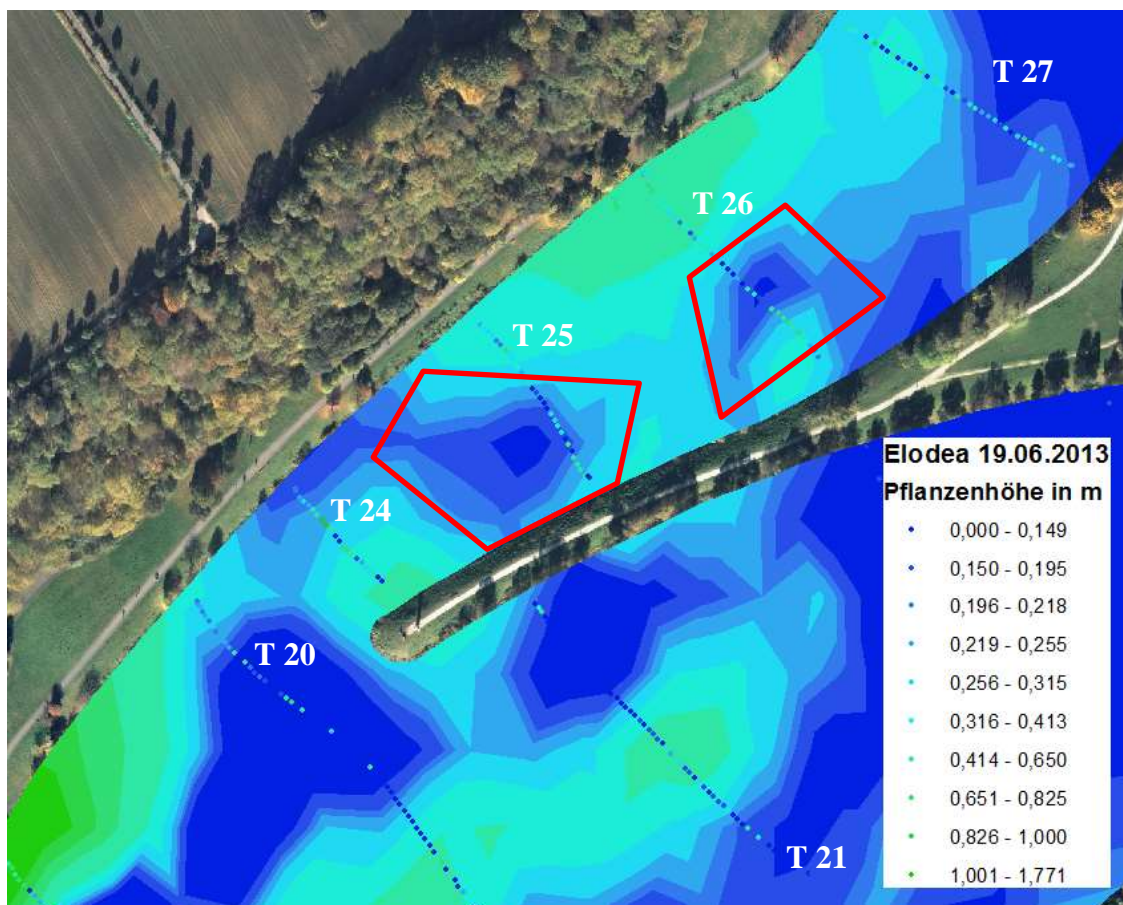 T 27
T 26
T 25
T 24
T 20
T 21
Elodea 19.06.2013
Pflanzenhöhe in m
0,000 - 0,149
0,150 - 0,195
0,196 - 0,218
0,219 - 0,255
0,256 - 0,315
0,316 - 0,413
0,414 - 0,650
0,651 - 0,825
0,826 - 1,000
1,001 - 1,771